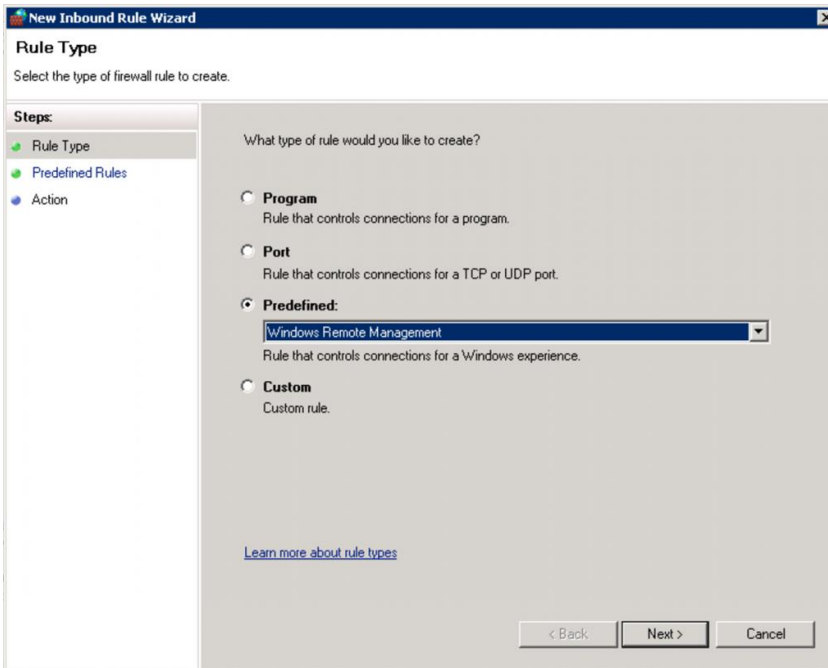 New Inbound Rule Wizard
Rule Type
Select the type of firewall rule to create.
Steps:
Rule Type
Predefined Rules
Action
What type of rule would you like to create?
Program
Rule that controls connections for a program.
Port
Rule that controls connections for a TCP or UDP port.
Predefined:
Windows Remote Management
Rule that controls connections for a Windows experience.
Custom
Custom rule.
Learn more about rule types
< Back Next > Cancel